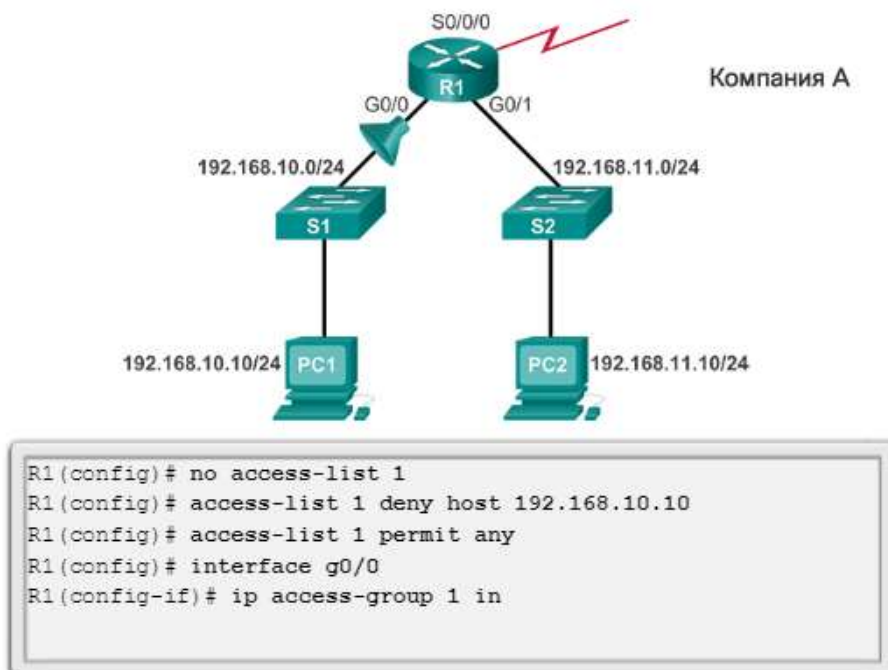 S0/0/0
Компания А
R1
G0/0
G0/1
192.168.10.0/24
192.168.11.0/24
S1
S2
192.168.10.10/24
PC1
PC2
192.168.11.10/24
R1(config)# no access-list 1
R1(config)# access-list 1 deny host 192.168.10.10
R1(config)# access-list 1 permit any
R1(config)# interface g0/0
R1(config-if)# ip access-group 1 in